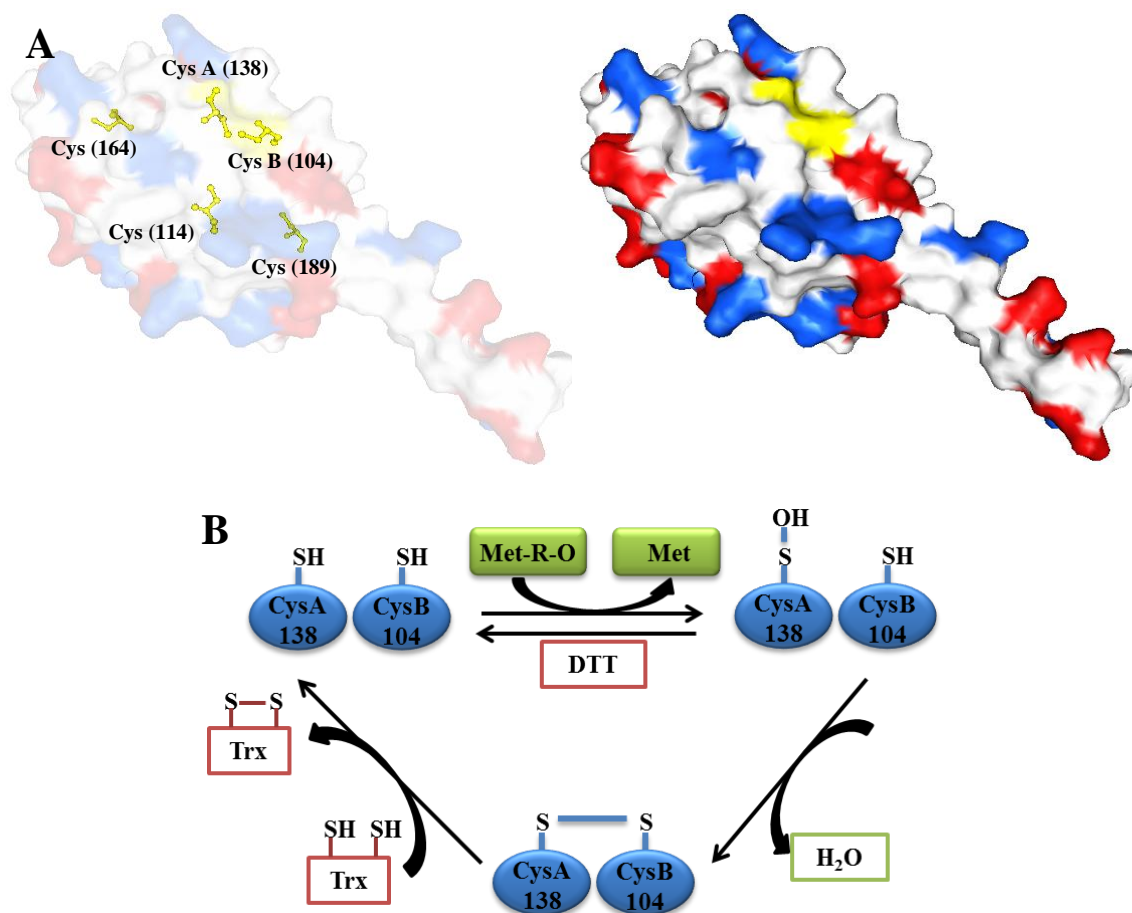 A
Cys A (138)
Cys (164)
Cys B (104)
Cys (114)
Cys (189)
B
SH
SH
CysA
138
CysB
104
Met-R-O
Met
DTT
OH
S
SH
CysA
138
CysB
104
S
S
Trx
SH
SH
Trx
S
S
CysA
138
CysB
104
H₂O